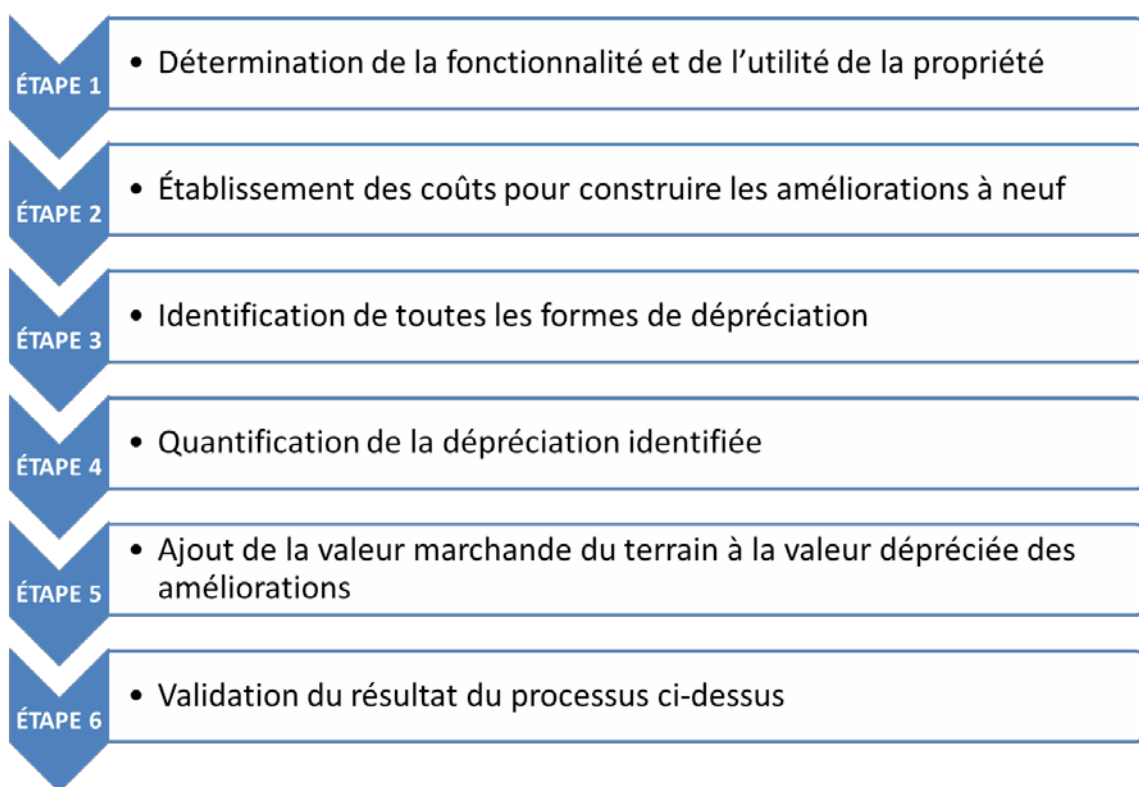 ÉTAPE 1
• Détermination de la fonctionnalité et de l’utilité de la propriété
ÉTAPE 2
• Établissement des coûts pour construire les améliorations à neuf
ÉTAPE 3
• Identification de toutes les formes de dépréciation
ÉTAPE 4
• Quantification de la dépréciation identifiée
ÉTAPE 5
• Ajout de la valeur marchande du terrain à la valeur dépréciée des
améliorations
ÉTAPE 6
• Validation du résultat du processus ci-dessus